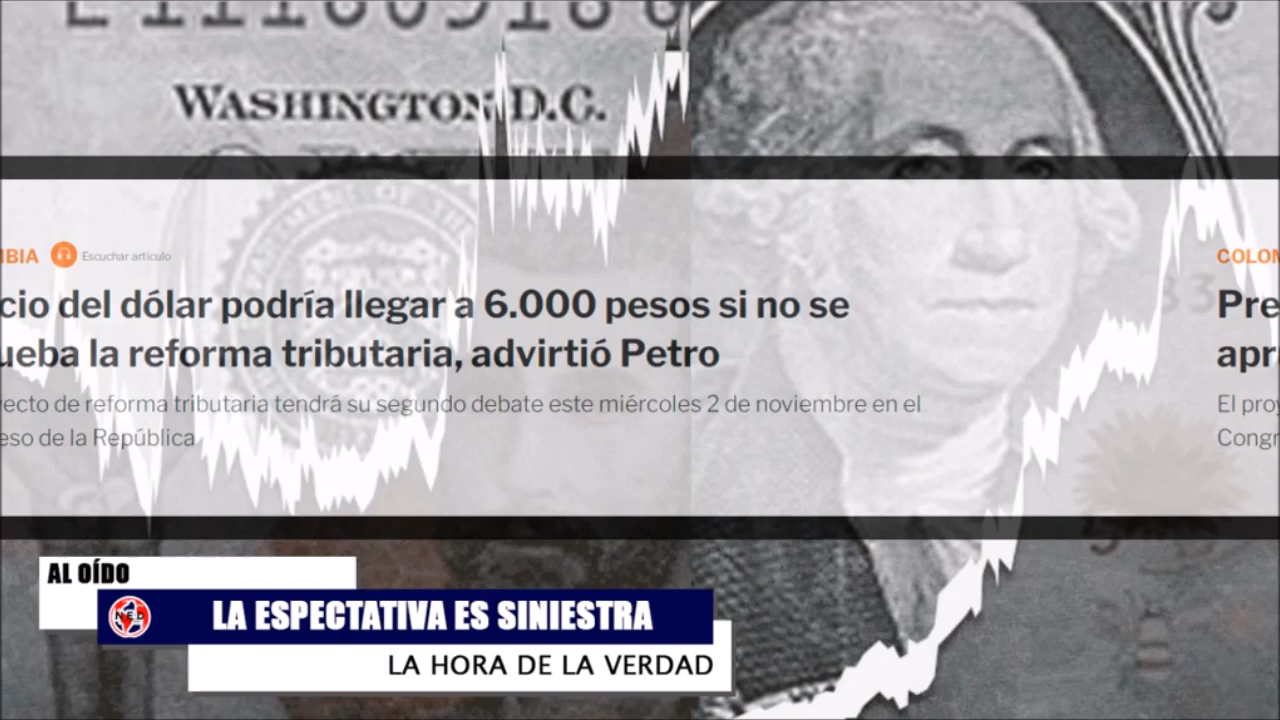 WASHINGTON D.C.
BIA Escuchar artículo
cio del dólar podría llegar a 6.000 pesos si no se
ueba la reforma tributaria, advirtió Petro
yecto de reforma tributaria tendrá su segundo debate este miércoles 2 de noviembre en el
eso de la República
COLOM
Pre
apr
El proy
Congr
AL OÍDO
LA ESPECTATIVA ES SINIESTRA
LA HORA DE LA VERDAD